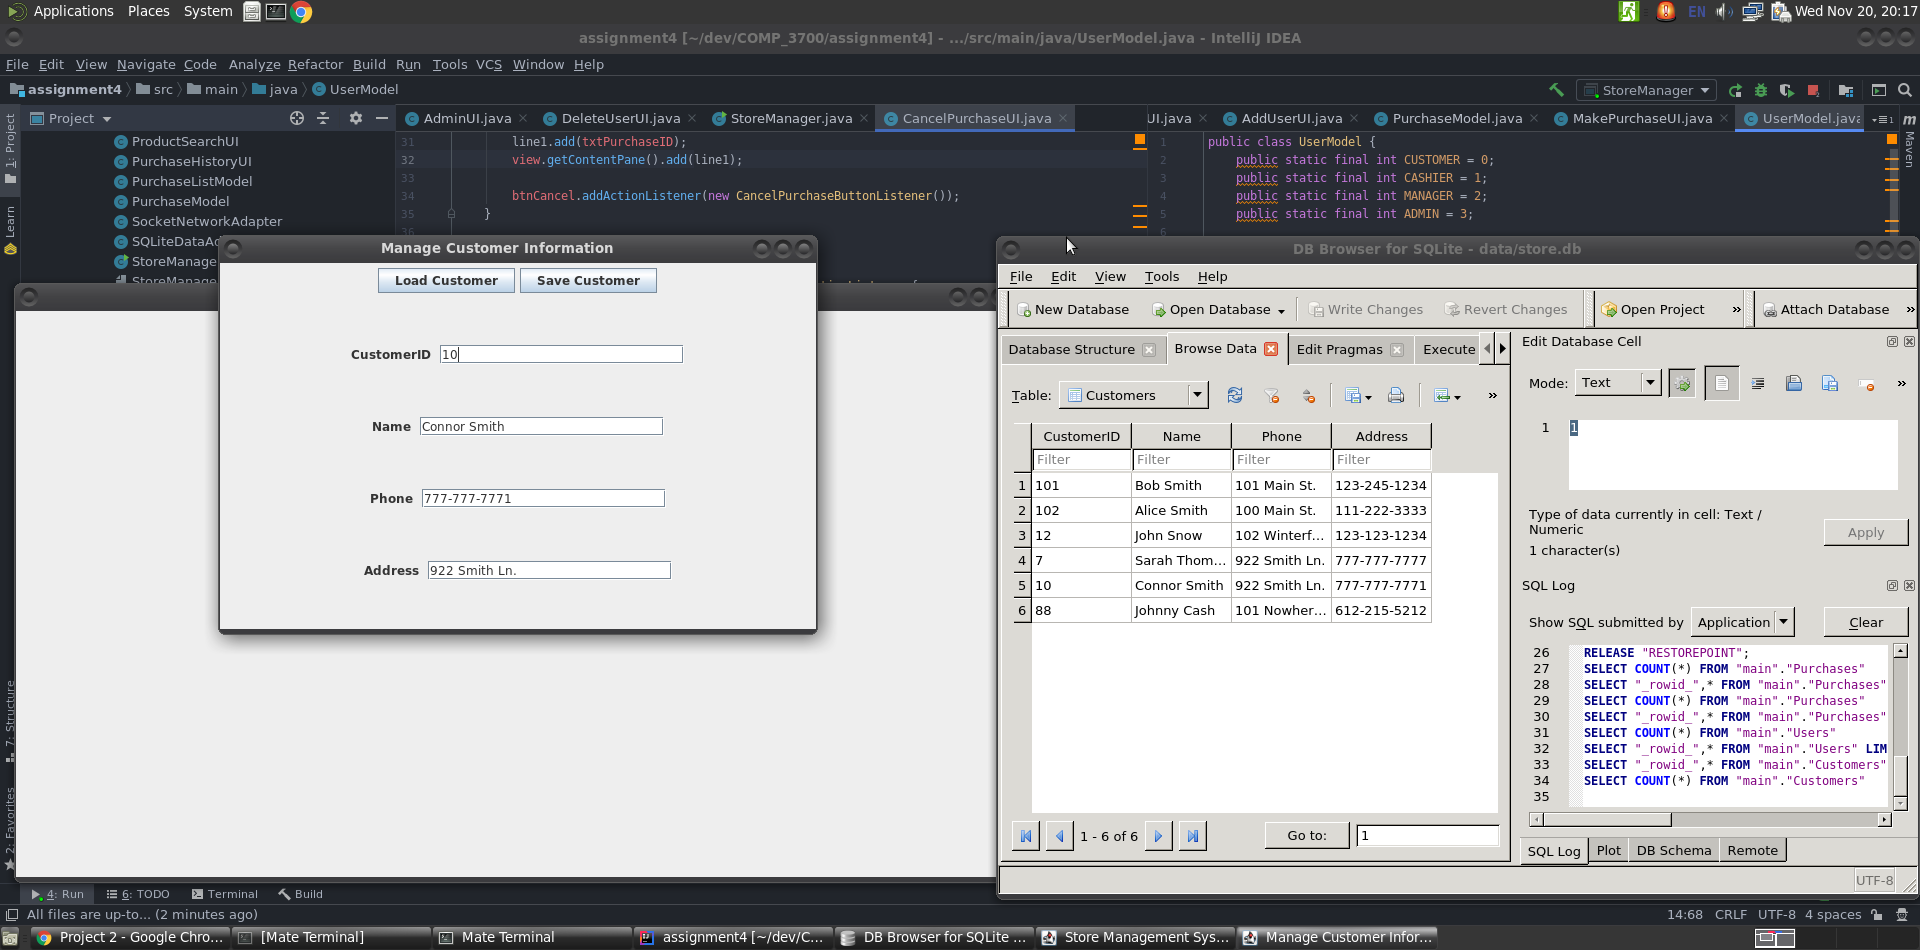 Applications Places System
EN
Wed Nov 20, 20:17
assignment4 [~/dev/COMP_3700/assignment4] - .../src/main/java/UserModel.java - IntelliJ IDEA
File Edit View Navigate Code Analyze Refactor Build Run Tools VCS Window Help
assignment4 src main java UserModel
StoreManager
1: Project
Learn
7: Structure
2: Favorites
Maven
Project
ProductSearchUI
PurchaseHistoryUI
PurchaseListModel
PurchaseModel
SocketNetworkAdapter
SQLiteDataAd
StoreManage
StoreManage
AdminUI.java DeleteUserUI.java StoreManager.java CancelPurchaseUI.java
31 line1.add(txtPurchaseID);
32 view.getContentPane().add(line1);
33
34 btnCancel.addActionListener(new CancelPurchaseButtonListener());
35 }
36
UI.java AddUserUI.java PurchaseModel.java MakePurchaseUI.java UserModel.java
1 public class UserModel {
2 public static final int CUSTOMER = 0;
3 public static final int CASHIER = 1;
4 public static final int MANAGER = 2;
5 public static final int ADMIN = 3;
6
Manage Customer Information
Load Customer Save Customer
CustomerID 10
Name Connor Smith
Phone 777-777-7771
Address 922 Smith Ln.
DB Browser for SQLite - data/store.db
File Edit View Tools Help
New Database Open Database Write Changes Revert Changes Open Project » Attach Database »
Database Structure Browse Data Edit Pragmas Execute
Table: Customers »
CustomerID Name Phone Address
Filter Filter Filter Filter
1 101 Bob Smith 101 Main St. 123-245-1234
2 102 Alice Smith 100 Main St. 111-222-3333
3 12 John Snow 102 Winterf... 123-123-1234
4 7 Sarah Thom... 922 Smith Ln. 777-777-7777
5 10 Connor Smith 922 Smith Ln. 777-777-7771
6 88 Johnny Cash 101 Nowher... 612-215-5212
1 - 6 of 6 Go to: 1
Edit Database Cell
Mode: Text »
1 1
Type of data currently in cell: Text /
Numeric
1 character(s)
Apply
SQL Log
Show SQL submitted by Application Clear
26 RELEASE "RESTOREPOINT";
27 SELECT COUNT(*) FROM "main"."Purchases"
28 SELECT "_rowid_",* FROM "main"."Purchases"
29 SELECT COUNT(*) FROM "main"."Purchases"
30 SELECT "_rowid_",* FROM "main"."Purchases"
31 SELECT COUNT(*) FROM "main"."Users"
32 SELECT "_rowid_",* FROM "main"."Users" LIM
33 SELECT "_rowid_",* FROM "main"."Customers"
34 SELECT COUNT(*) FROM "main"."Customers"
35
SQL Log Plot DB Schema Remote
UTF-8
4: Run 6: TODO Terminal Build
All files are up-to... (2 minutes ago)
14:68 CRLF UTF-8 4 spaces
Project 2 - Google Chro... [Mate Terminal] Mate Terminal assignment4 [~/dev/C... DB Browser for SQLite ... Store Management Sys... Manage Customer Infor...